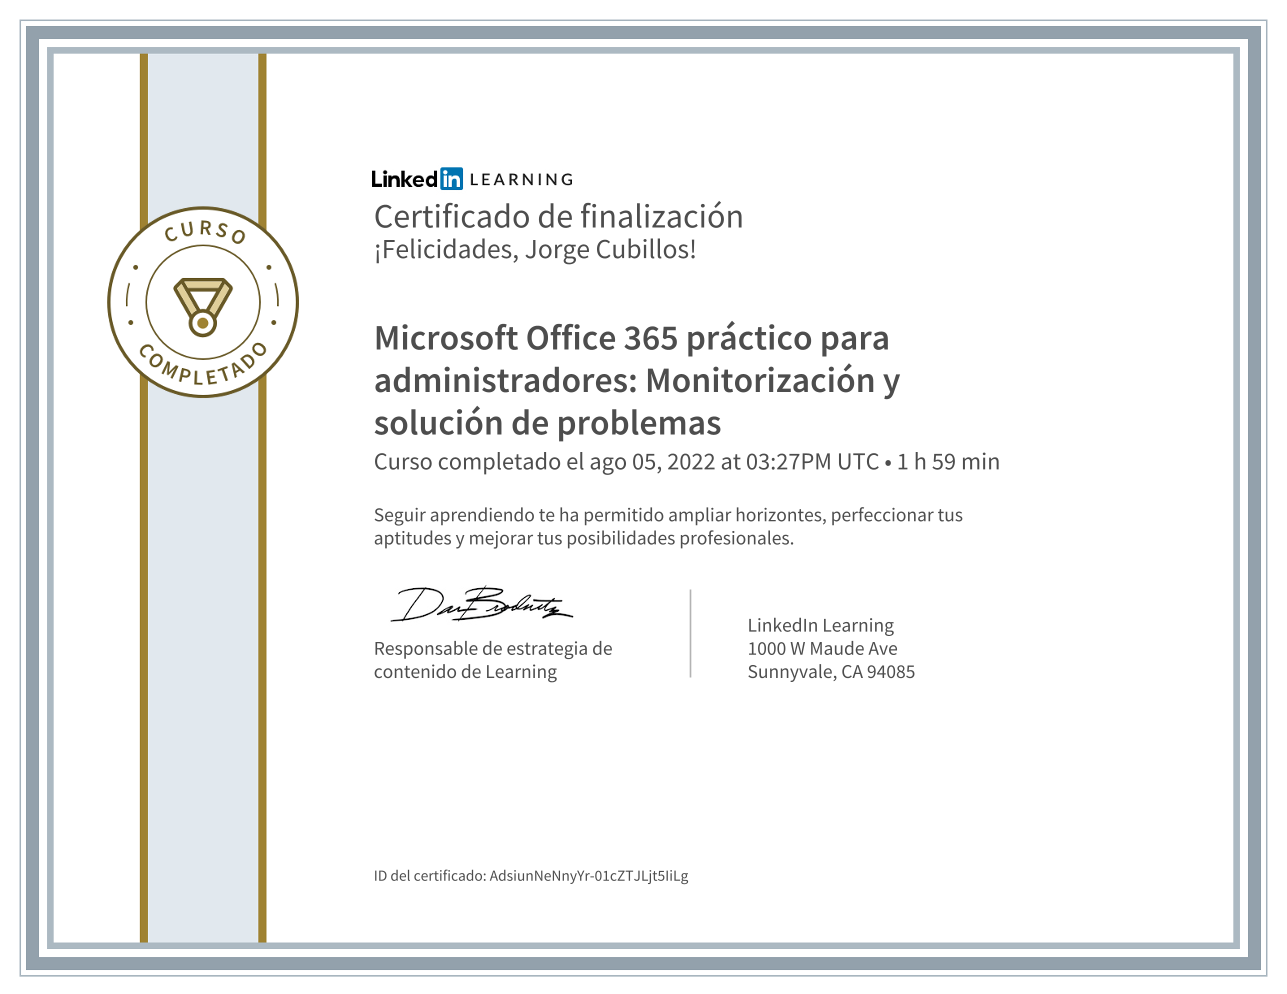 CURSO
COMPLETADO
Linked in LEARNING
Certificado de finalización
¡Felicidades, Jorge Cubillos!
Microsoft Office 365 práctico para
administradores: Monitorización y
solución de problemas
Curso completado el ago 05, 2022 at 03:27PM UTC • 1 h 59 min
Seguir aprendiendo te ha permitido ampliar horizontes, perfeccionar tus
aptitudes y mejorar tus posibilidades profesionales.
Dan Brodnitz
Responsable de estrategia de
contenido de Learning
LinkedIn Learning
1000 W Maude Ave
Sunnyvale, CA 94085
ID del certificado: AdsiunNeNnyYr-01cZTJLjt5IiLg